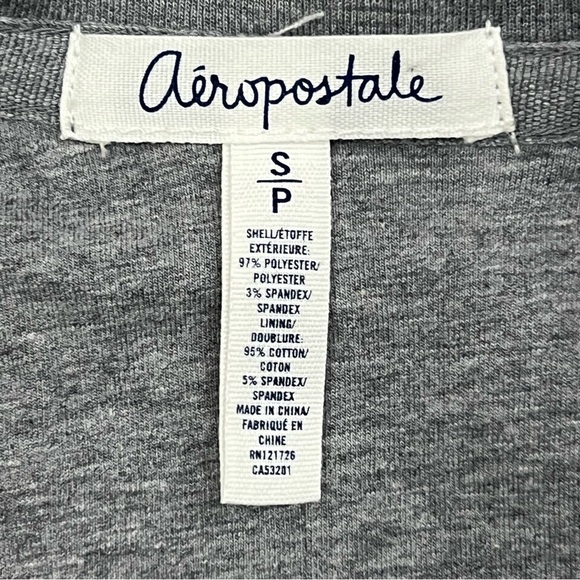 aéropostale
S
P
SHELL/ÉTOFFE
EXTÉRIEURE:
97% POLYESTER/
POLYESTER
3% SPANDEX/
SPANDEX
LINING/
DOUBLURE:
95% COTTON/
COTON
5% SPANDEX/
SPANDEX
MADE IN CHINA/
FABRIQUÉ EN
CHINE
RN121726
CA53201